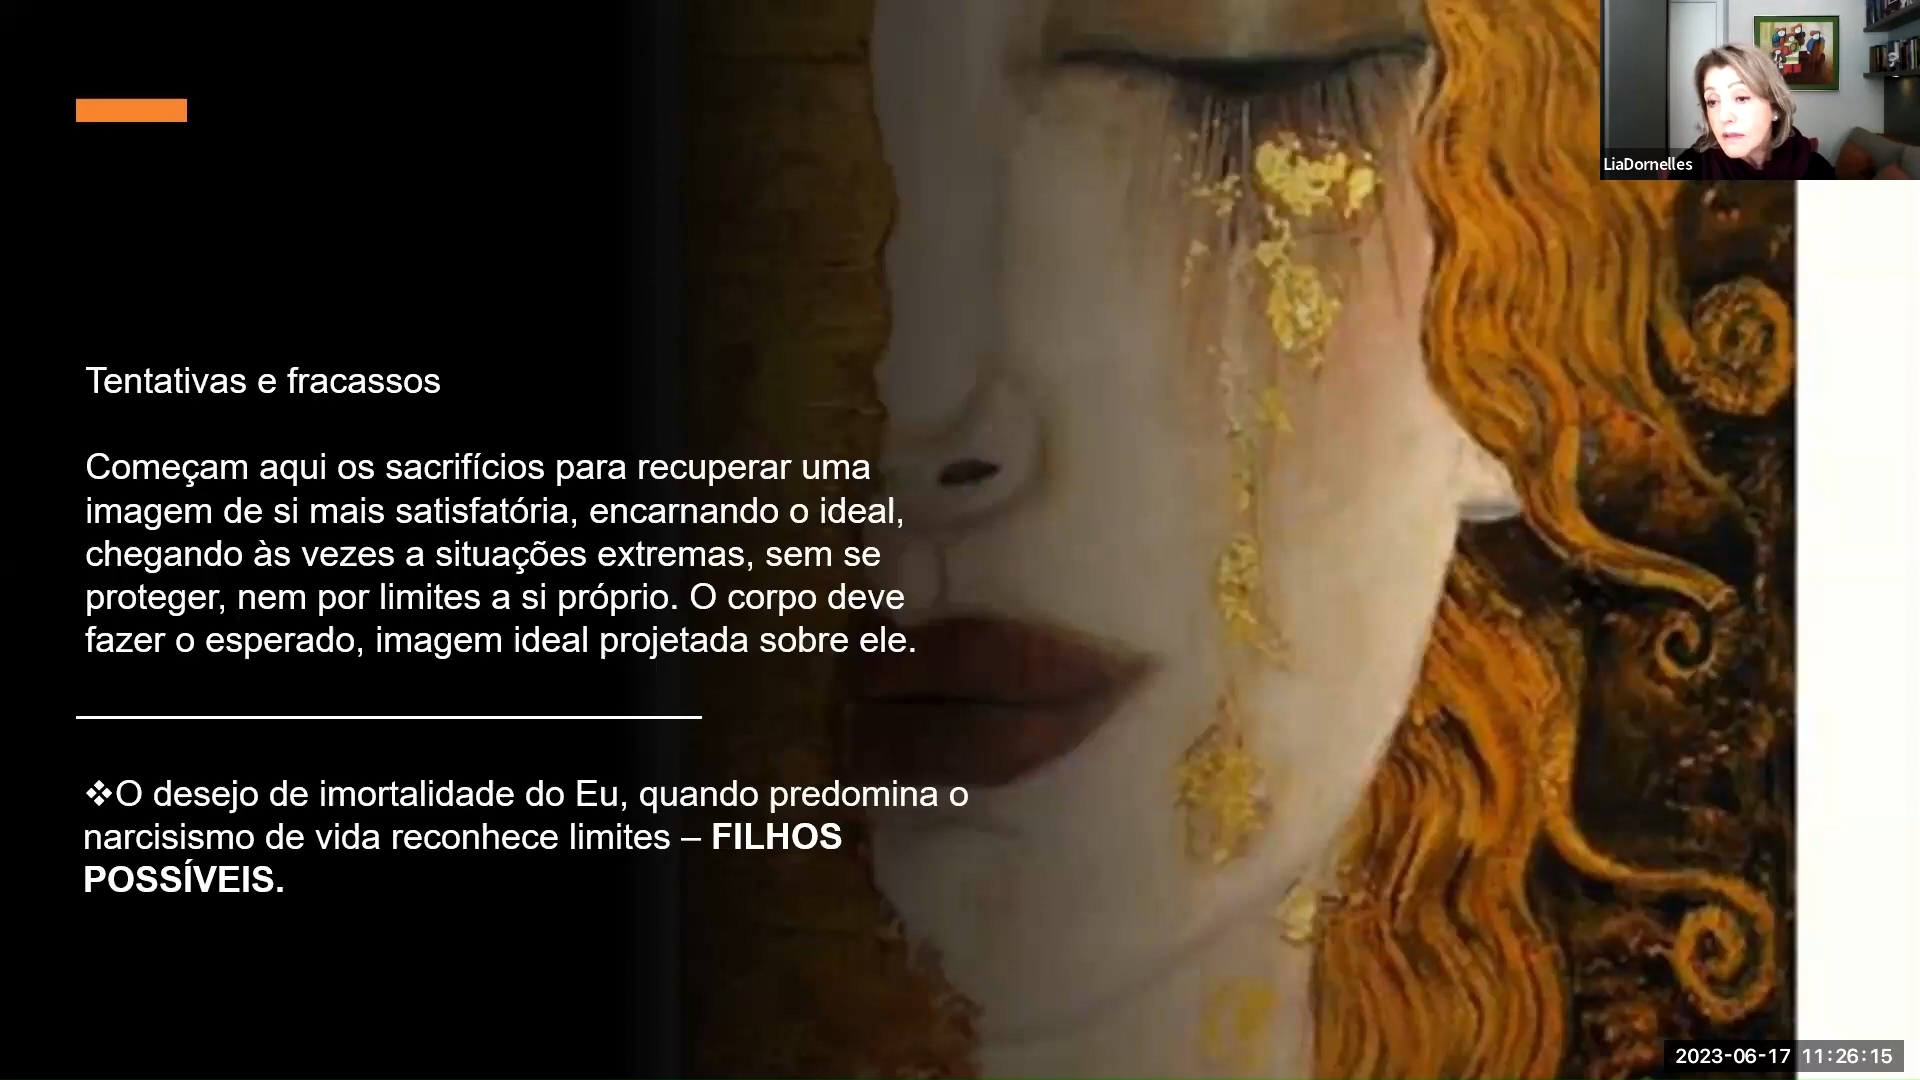 LiaDornelles
Tentativas e fracassos
Começam aqui os sacrifícios para recuperar uma
imagem de si mais satisfatória, encarnando o ideal,
chegando às vezes a situações extremas, sem se
proteger, nem por limites a si próprio. O corpo deve
fazer o esperado, imagem ideal projetada sobre ele.
❖O desejo de imortalidade do Eu, quando predomina o
narcisismo de vida reconhece limites – FILHOS
POSSÍVEIS.
2023-06-17 11:26:15